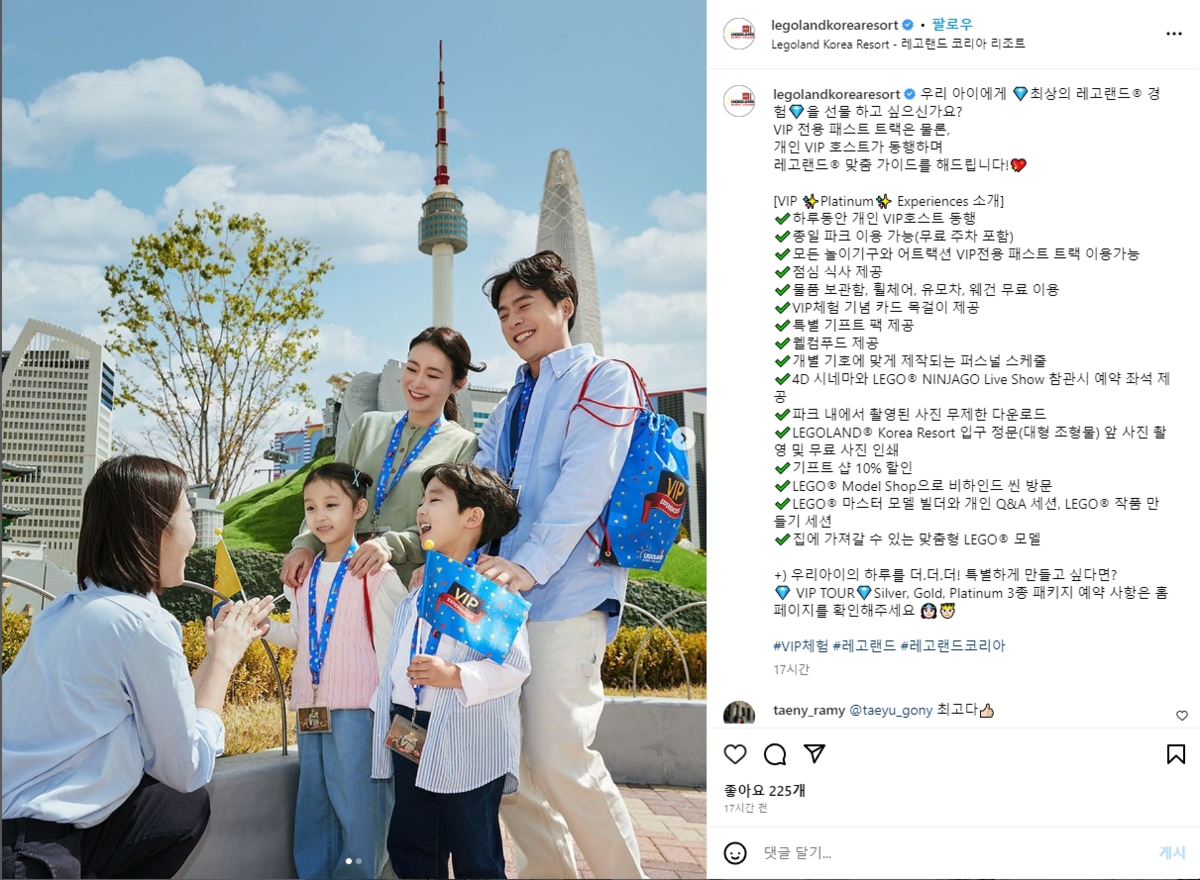 legolandkorearesort • 팔로우
Legoland Korea Resort - 레고랜드 코리아 리조트
legolandkorearesort 우리 아이에게 💎최상의 레고랜드® 경
험💎을 선물 하고 싶으신가요?
VIP 전용 패스트 트랙은 물론,
개인 VIP 호스트가 동행하며
레고랜드® 맞춤 가이드를 해드립니다!💖
[VIP ✨Platinum✨ Experiences 소개]
✔하루동안 개인 VIP호스트 동행
✔종일 파크 이용 가능(무료 주차 포함)
✔모든 놀이기구와 어트랙션 VIP전용 패스트 트랙 이용가능
✔점심 식사 제공
✔물품 보관함, 휠체어, 유모차, 웨건 무료 이용
✔VIP체험 기념 카드 목걸이 제공
✔특별 기프트 팩 제공
✔웰컴푸드 제공
✔개별 기호에 맞게 제작되는 퍼스널 스케줄
✔4D 시네마와 LEGO® NINJAGO Live Show 참관시 예약 좌석 제
공
✔파크 내에서 촬영된 사진 무제한 다운로드
✔LEGOLAND® Korea Resort 입구 정문(대형 조형물) 앞 사진 촬
영 및 무료 사진 인쇄
✔기프트 샵 10% 할인
✔LEGO® Model Shop으로 비하인드 씬 방문
✔LEGO® 마스터 모델 빌더와 개인 Q&A 세션, LEGO® 작품 만
들기 세션
✔집에 가져갈 수 있는 맞춤형 LEGO® 모델
+) 우리아이의 하루를 더.더.더! 특별하게 만들고 싶다면?
💎 VIP TOUR💎Silver, Gold, Platinum 3종 패키지 예약 사항은 홈
페이지를 확인해주세요 👸🤴
#VIP체험 #레고랜드 #레고랜드코리아
17시간
taeny_ramy @taeyu_gony 최고다👍
좋아요 225개
17시간 전
댓글 달기...
게시
VIP
EXPERIENCE
LEGOLAND
VIP
EXPERIENCE